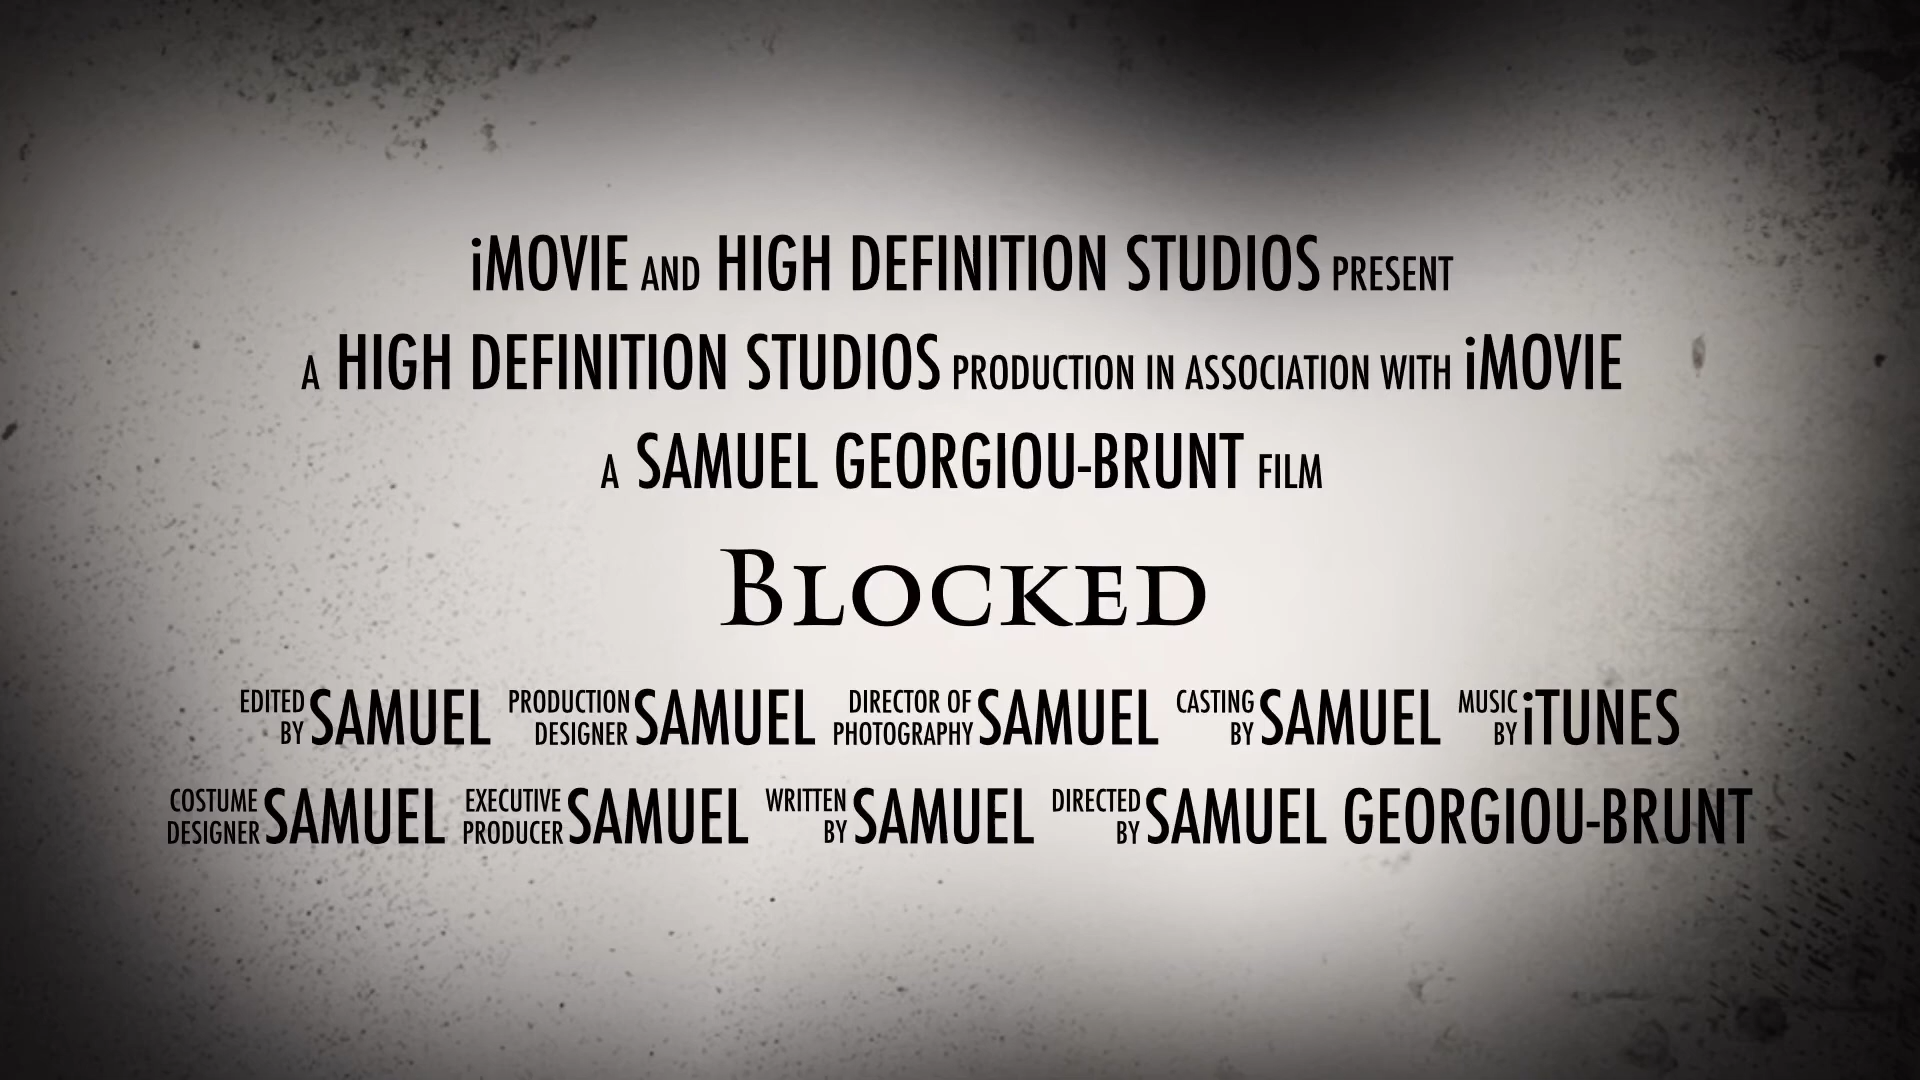 iMOVIE AND HIGH DEFINITION STUDIOS PRESENT
A HIGH DEFINITION STUDIOS PRODUCTION IN ASSOCIATION WITH iMOVIE
A SAMUEL GEORGIOU-BRUNT FILM
BLOCKED
EDITED BY SAMUEL PRODUCTION DESIGNER SAMUEL DIRECTOR OF PHOTOGRAPHY SAMUEL CASTING BY SAMUEL MUSIC BY iTUNES
COSTUME DESIGNER SAMUEL EXECUTIVE PRODUCER SAMUEL WRITTEN BY SAMUEL DIRECTED BY SAMUEL GEORGIOU-BRUNT